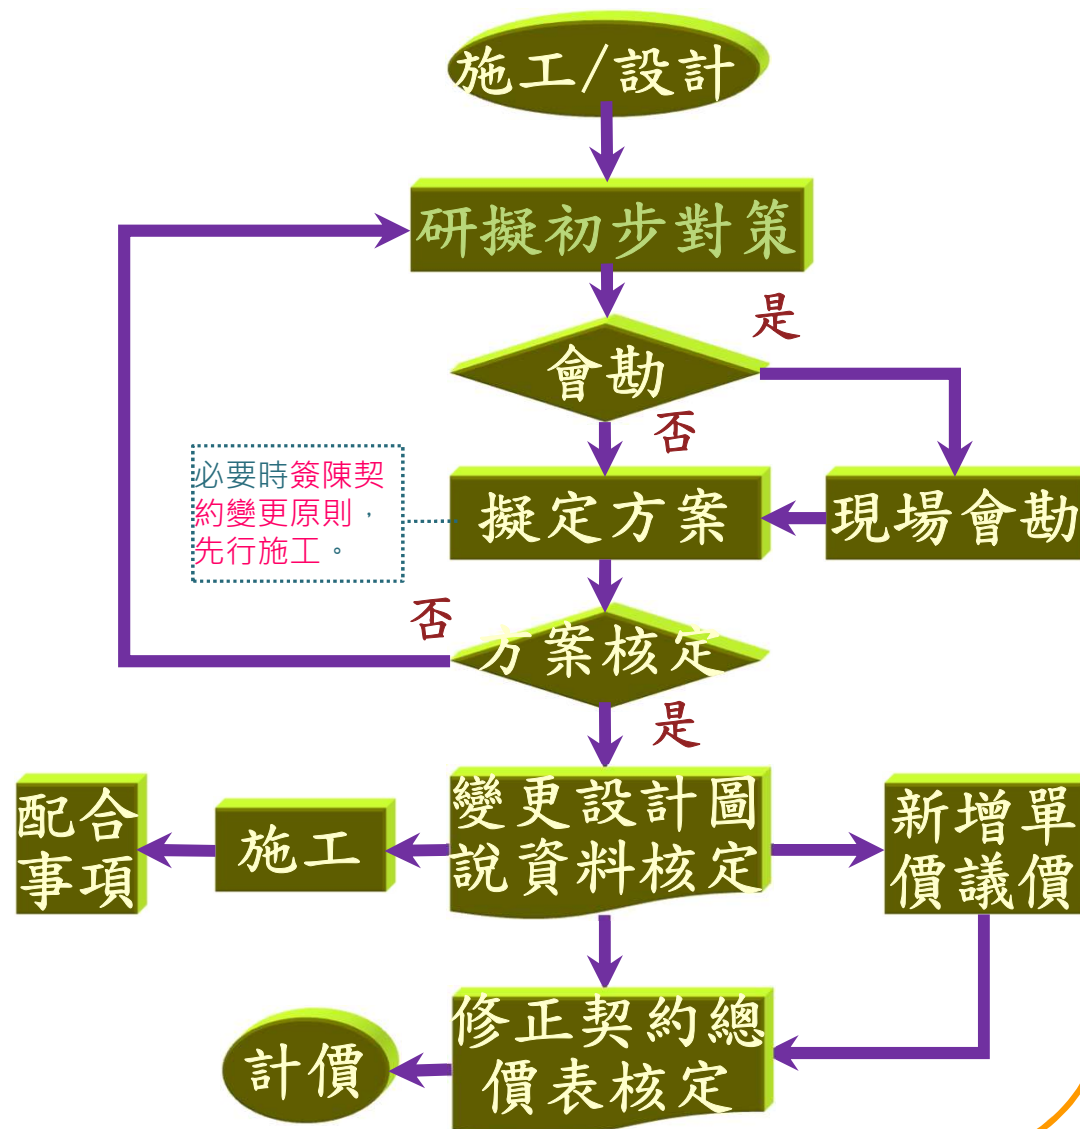 施工/設計
研擬初步對策
是
會勘
否
必要時簽陳契
約變更原則，
先行施工。
擬定方案
現場會勘
否
方案核定
是
配合
事項
施工
變更設計圖
說資料核定
新增單
價議價
修正契約總
價表核定
計價